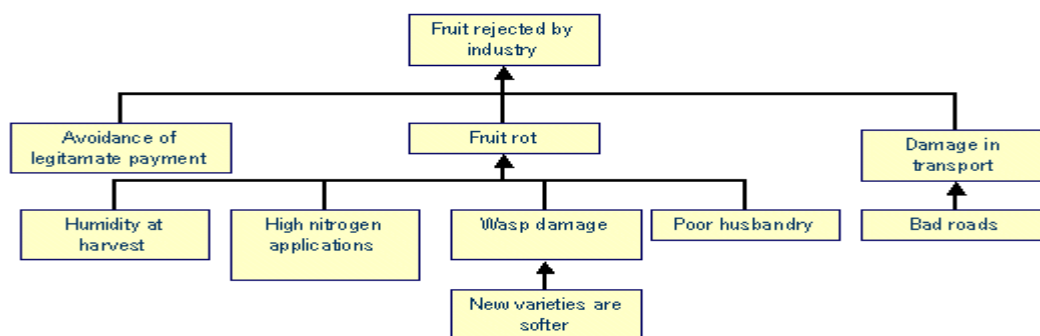 Fruit rejected by
industry
Avoidance of
legitamate payment
Fruit rot
Damage in
transport
Humidity at
harvest
High nitrogen
applications
Wasp damage
Poor husbandry
Bad roads
New varieties are
softer